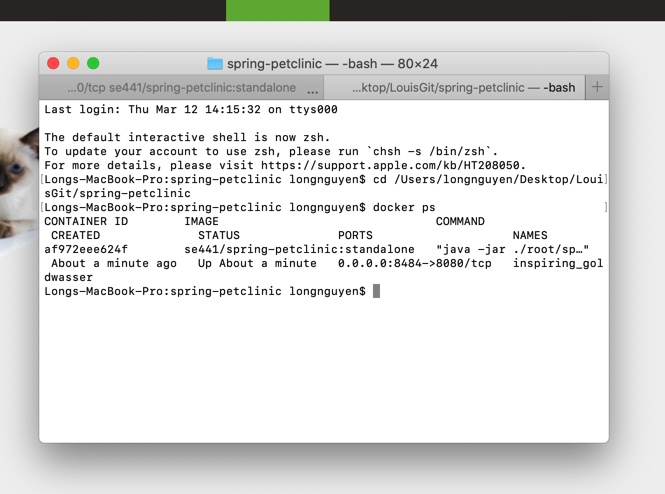 spring-petclinic — -bash — 80×24
...0/tcp se441/spring-petclinic:standalone ... ...ktop/LouisGit/spring-petclinic — -bash +
Last login: Thu Mar 12 14:15:32 on ttys000
The default interactive shell is now zsh.
To update your account to use zsh, please run `chsh -s /bin/zsh`.
For more details, please visit https://support.apple.com/kb/HT208050.
[Longs-MacBook-Pro:spring-petclinic longnguyen$ cd /Users/longnguyen/Desktop/Loui]
sGit/spring-petclinic
[Longs-MacBook-Pro:spring-petclinic longnguyen$ docker ps ]
CONTAINER ID IMAGE COMMAND
CREATED STATUS PORTS NAMES
af972eee624f se441/spring-petclinic:standalone "java -jar ./root/sp…"
About a minute ago Up About a minute 0.0.0.0:8484->8080/tcp inspiring_gol
dwasser
Longs-MacBook-Pro:spring-petclinic longnguyen$